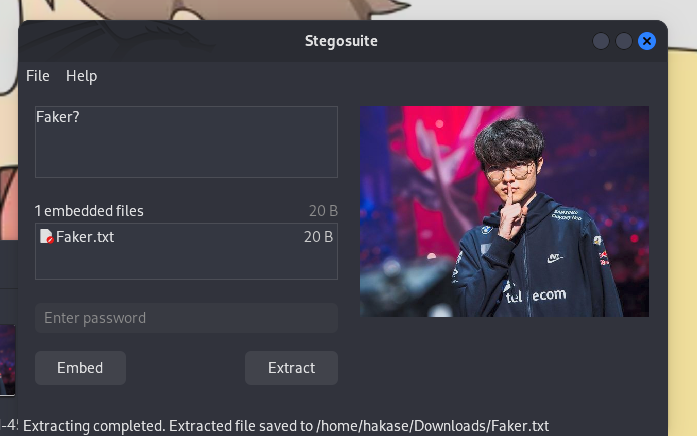 Stegosuite
File Help
Faker?
1 embedded files 20 B
Faker.txt 20 B
Enter password
Embed Extract
telecom
Extracting completed. Extracted file saved to /home/hakase/Downloads/Faker.txt